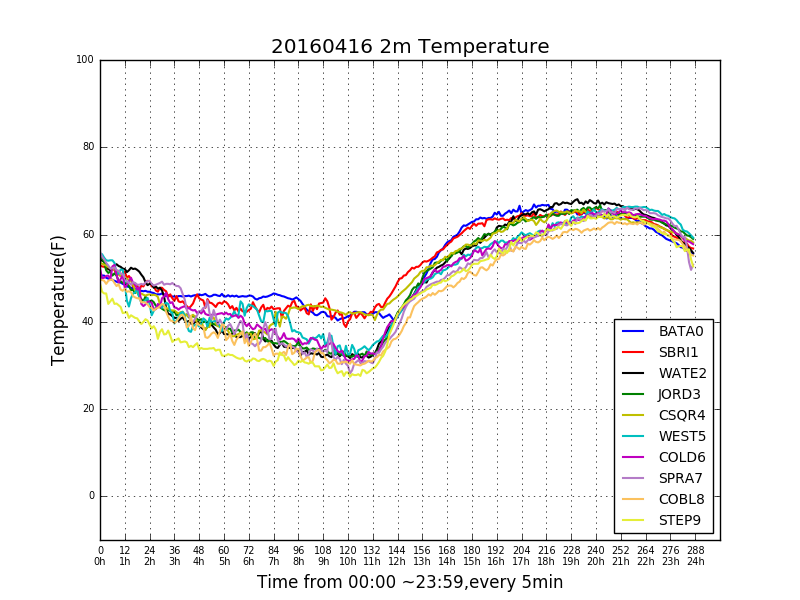 20160416 2m Temperature
100
80
60
40
20
0
Temperature(F)
BATA0
SBRI1
WATE2
JORD3
CSQR4
WEST5
COLD6
SPRA7
COBL8
STEP9
0 12 24 36 48 60 72 84 96 108 120 132 144 156 168 180 192 204 216 228 240 252 264 276 288
0h 1h 2h 3h 4h 5h 6h 7h 8h 9h 10h 11h 12h 13h 14h 15h 16h 17h 18h 19h 20h 21h 22h 23h 24h
Time from 00:00 ~23:59,every 5min